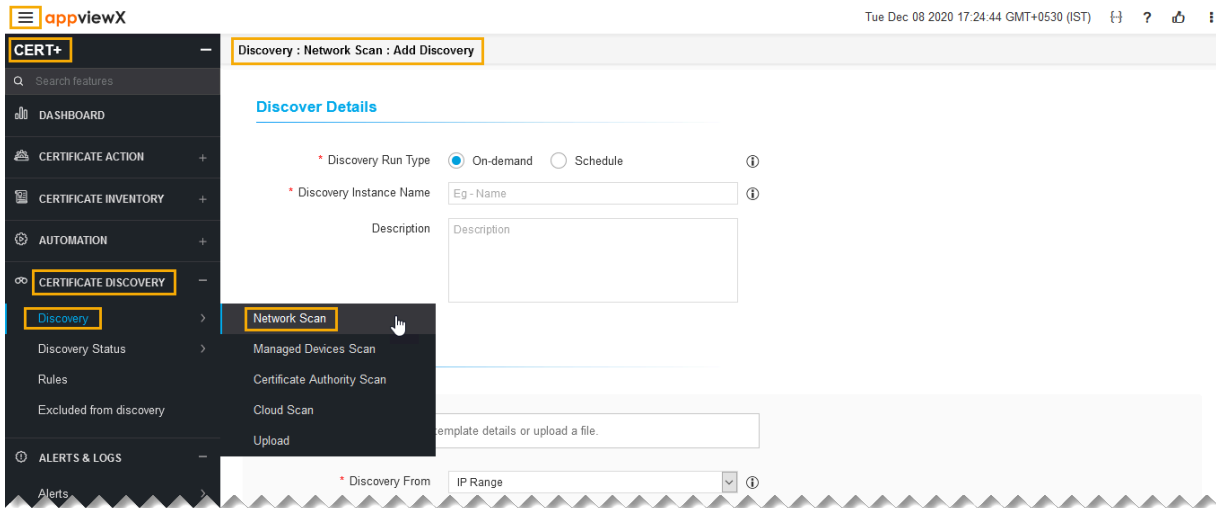 appviewX
Tue Dec 08 2020 17:24:44 GMT+0530 (IST)
?
CERT+
Discovery : Network Scan : Add Discovery
Search features
Discover Details
DASHBOARD
* Discovery Run Type On-demand Schedule
CERTIFICATE ACTION +
* Discovery Instance Name Eg - Name
CERTIFICATE INVENTORY +
Description Description
AUTOMATION +
CERTIFICATE DISCOVERY
Discovery
Network Scan
Discovery Status
Managed Devices Scan
Rules
Certificate Authority Scan
Excluded from discovery
Cloud Scan
template details or upload a file.
Upload
ALERTS & LOGS
* Discovery From IP Range
Alerts